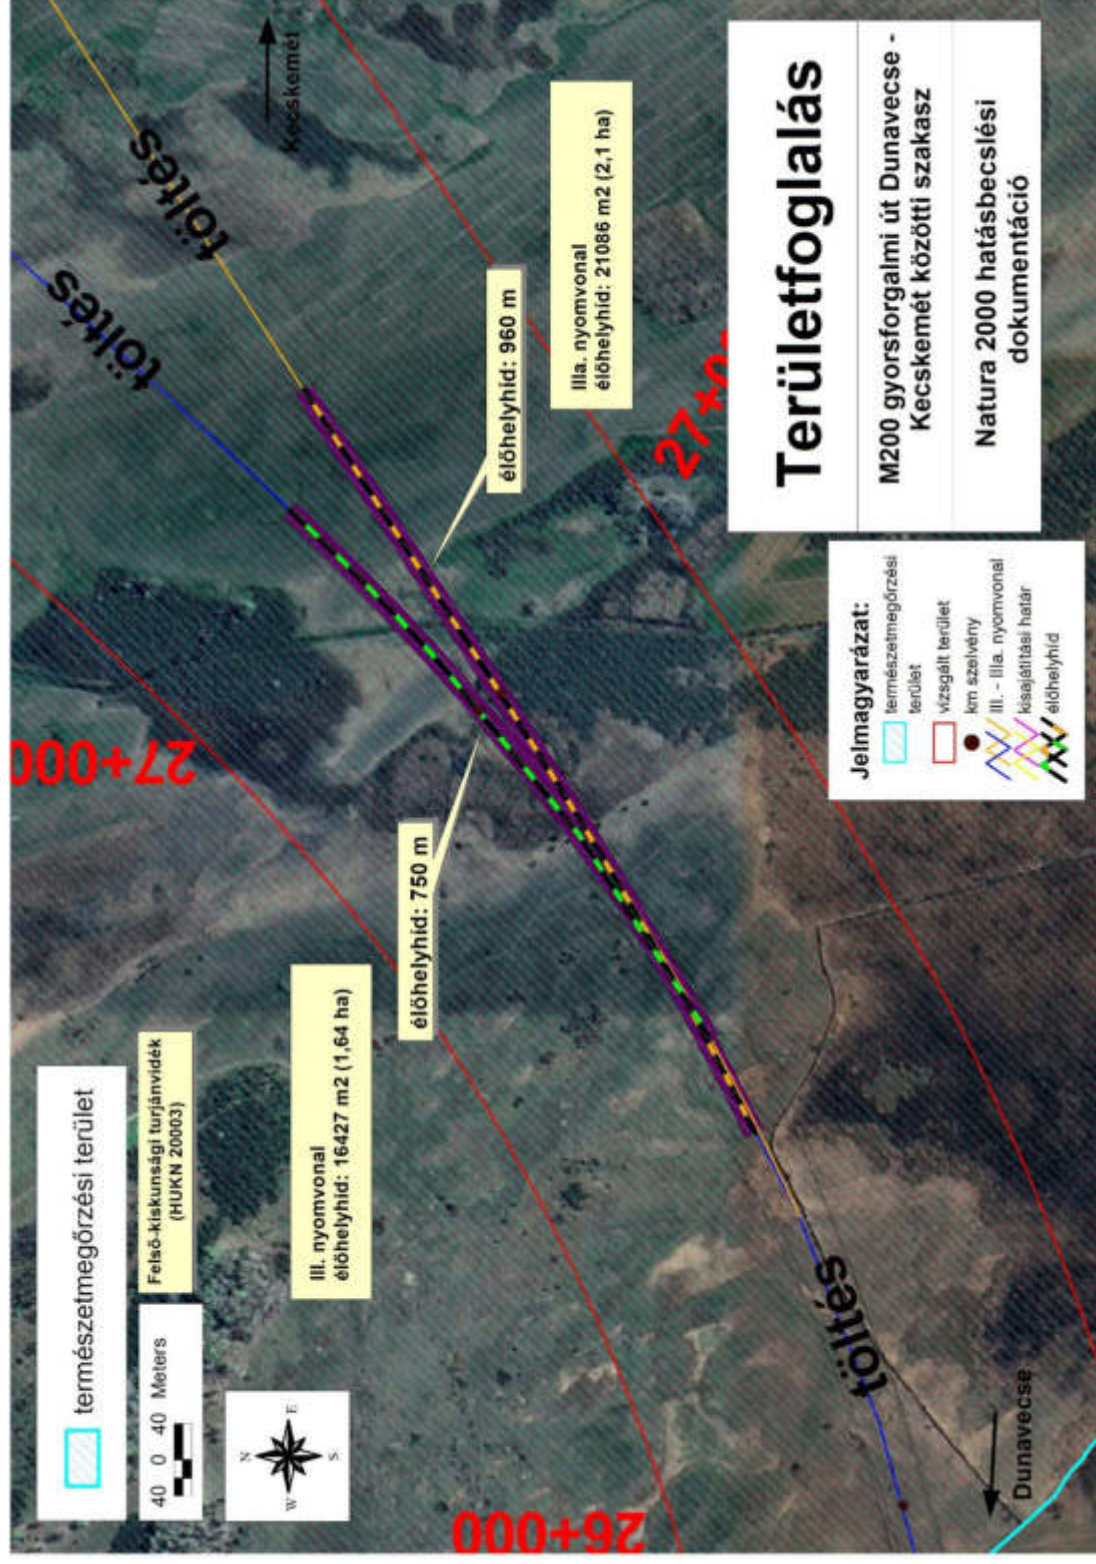 természetmegőrzési terület
40 0 40 Meters
Felső-kiskunsági turjánvidék
(HUKN 20003)
N
W
E
S
III. nyomvonal
élőhelyhíd: 16427 m2 (1,64 ha)
élőhelyhíd: 750 m
élőhelyhíd: 960 m
IIIa. nyomvonal
élőhelyhíd: 21086 m2 (2,1 ha)
töltés
töltés
töltés
Kecskemét
Dunavecse
26+000
27+000
27+0
Területfoglalás
M200 gyorsforgalmi út Dunavecse -
Kecskemét közötti szakasz
Natura 2000 hatásbecslési
dokumentáció
Jelmagyarázat:
természetmegőrzési
terület
vizsgált terület
km szelvény
III. - IIIa. nyomvonal
kisajátítási határ
élőhelyhíd